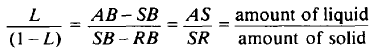 L/(1−L) = AB−SB/SB−RB = AS/SR = amount of liquid/amount of solid